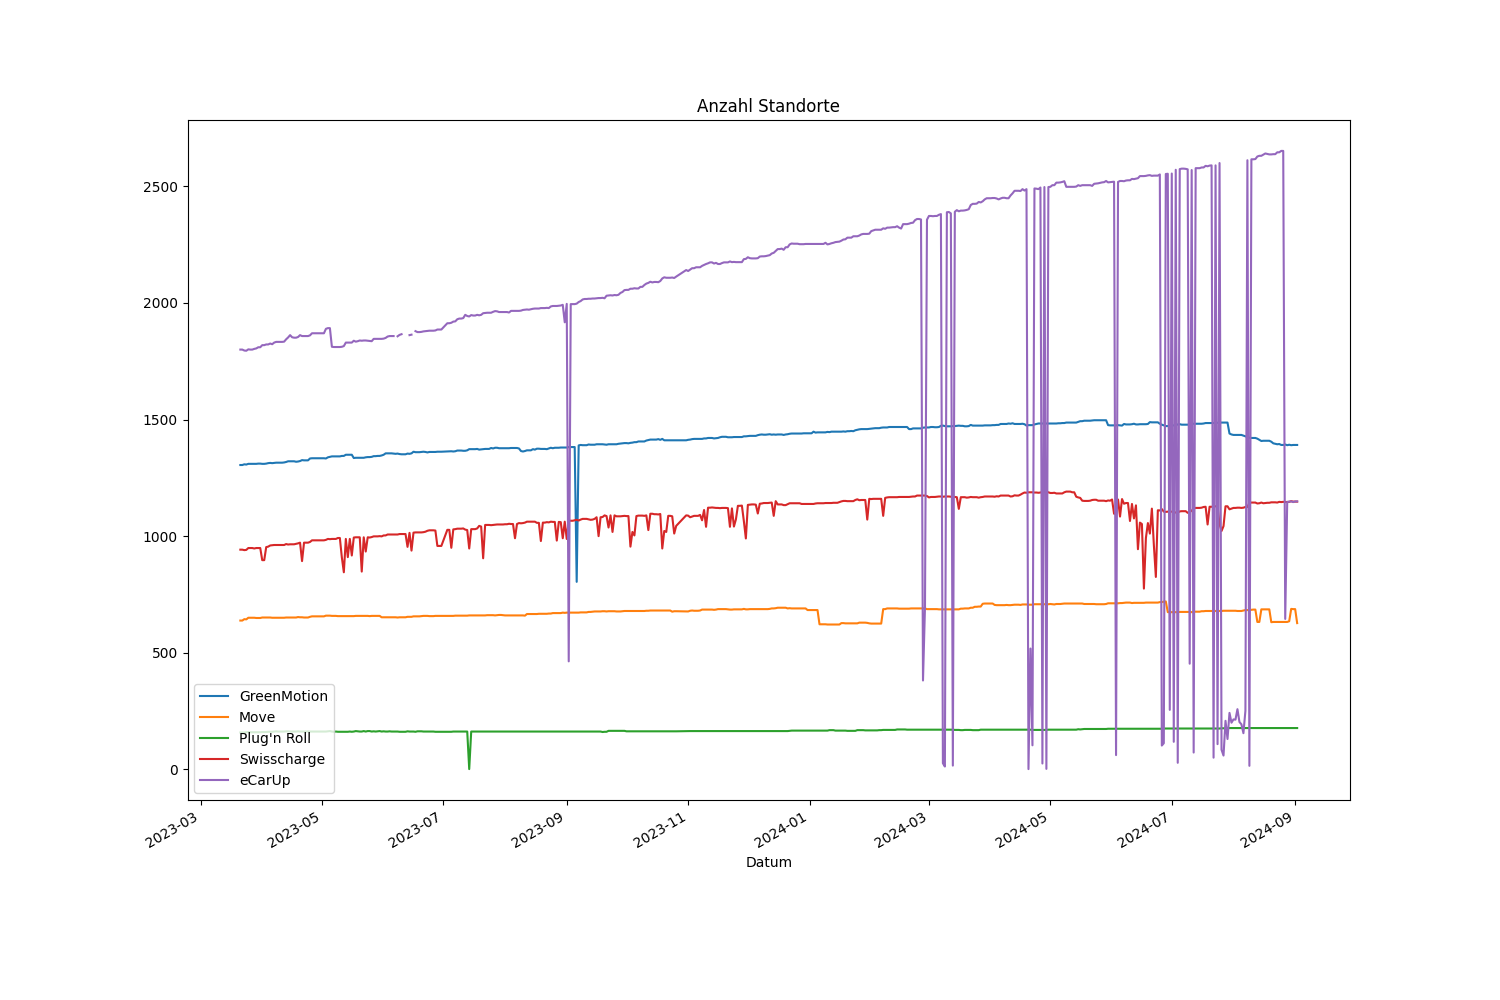 Anzahl Standorte
2500
2000
1500
1000
500
0
GreenMotion
Move
Plug'n Roll
Swisscharge
eCarUp
2023-03
2023-05
2023-07
2023-09
2023-11
2024-01
2024-03
2024-05
2024-07
2024-09
Datum